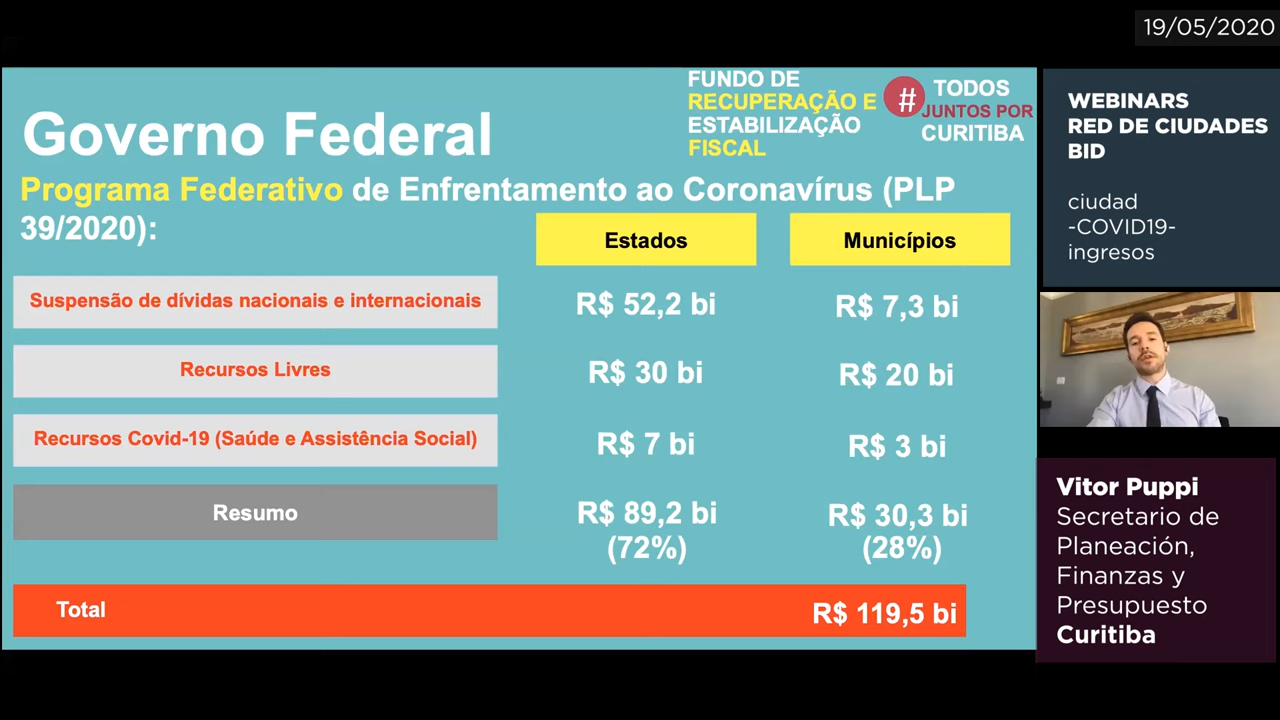 19/05/2020
FUNDO DE
RECUPERAÇÃO E
ESTABILIZAÇÃO
FISCAL
#
TODOS
JUNTOS POR
CURITIBA
Governo Federal
Programa Federativo de Enfrentamento ao Coronavírus (PLP
39/2020):
Estados
Municípios
Suspensão de dívidas nacionais e internacionais
R$ 52,2 bi
R$ 7,3 bi
Recursos Livres
R$ 30 bi
R$ 20 bi
Recursos Covid-19 (Saúde e Assistência Social)
R$ 7 bi
R$ 3 bi
Resumo
R$ 89,2 bi
(72%)
R$ 30,3 bi
(28%)
Total
R$ 119,5 bi
WEBINARS
RED DE CIUDADES
BID
ciudad
-COVID19-
ingresos
Vitor Puppi
Secretario de
Planeación,
Finanzas y
Presupuesto
Curitiba